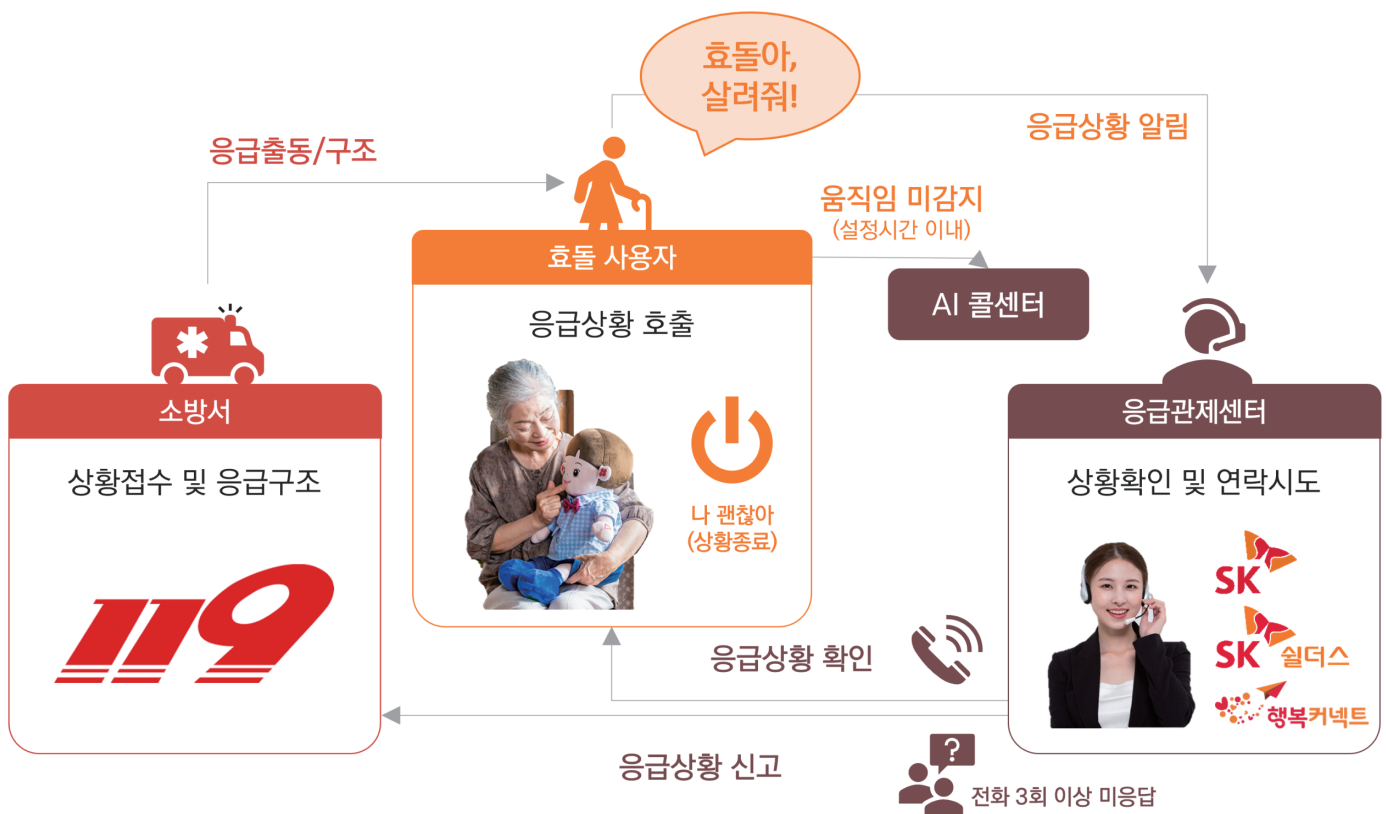 효돌아,
살려줘!
응급상황 알림
응급출동/구조
움직임 미감지
(설정시간 이내)
효돌 사용자
AI 콜센터
응급상황 호출
나 괜찮아
(상황종료)
소방서
상황접수 및 응급구조
119
응급관제센터
상황확인 및 연락시도
SK
SK 쉴더스
행복커넥트
응급상황 확인
응급상황 신고
?
전화 3회 이상 미응답